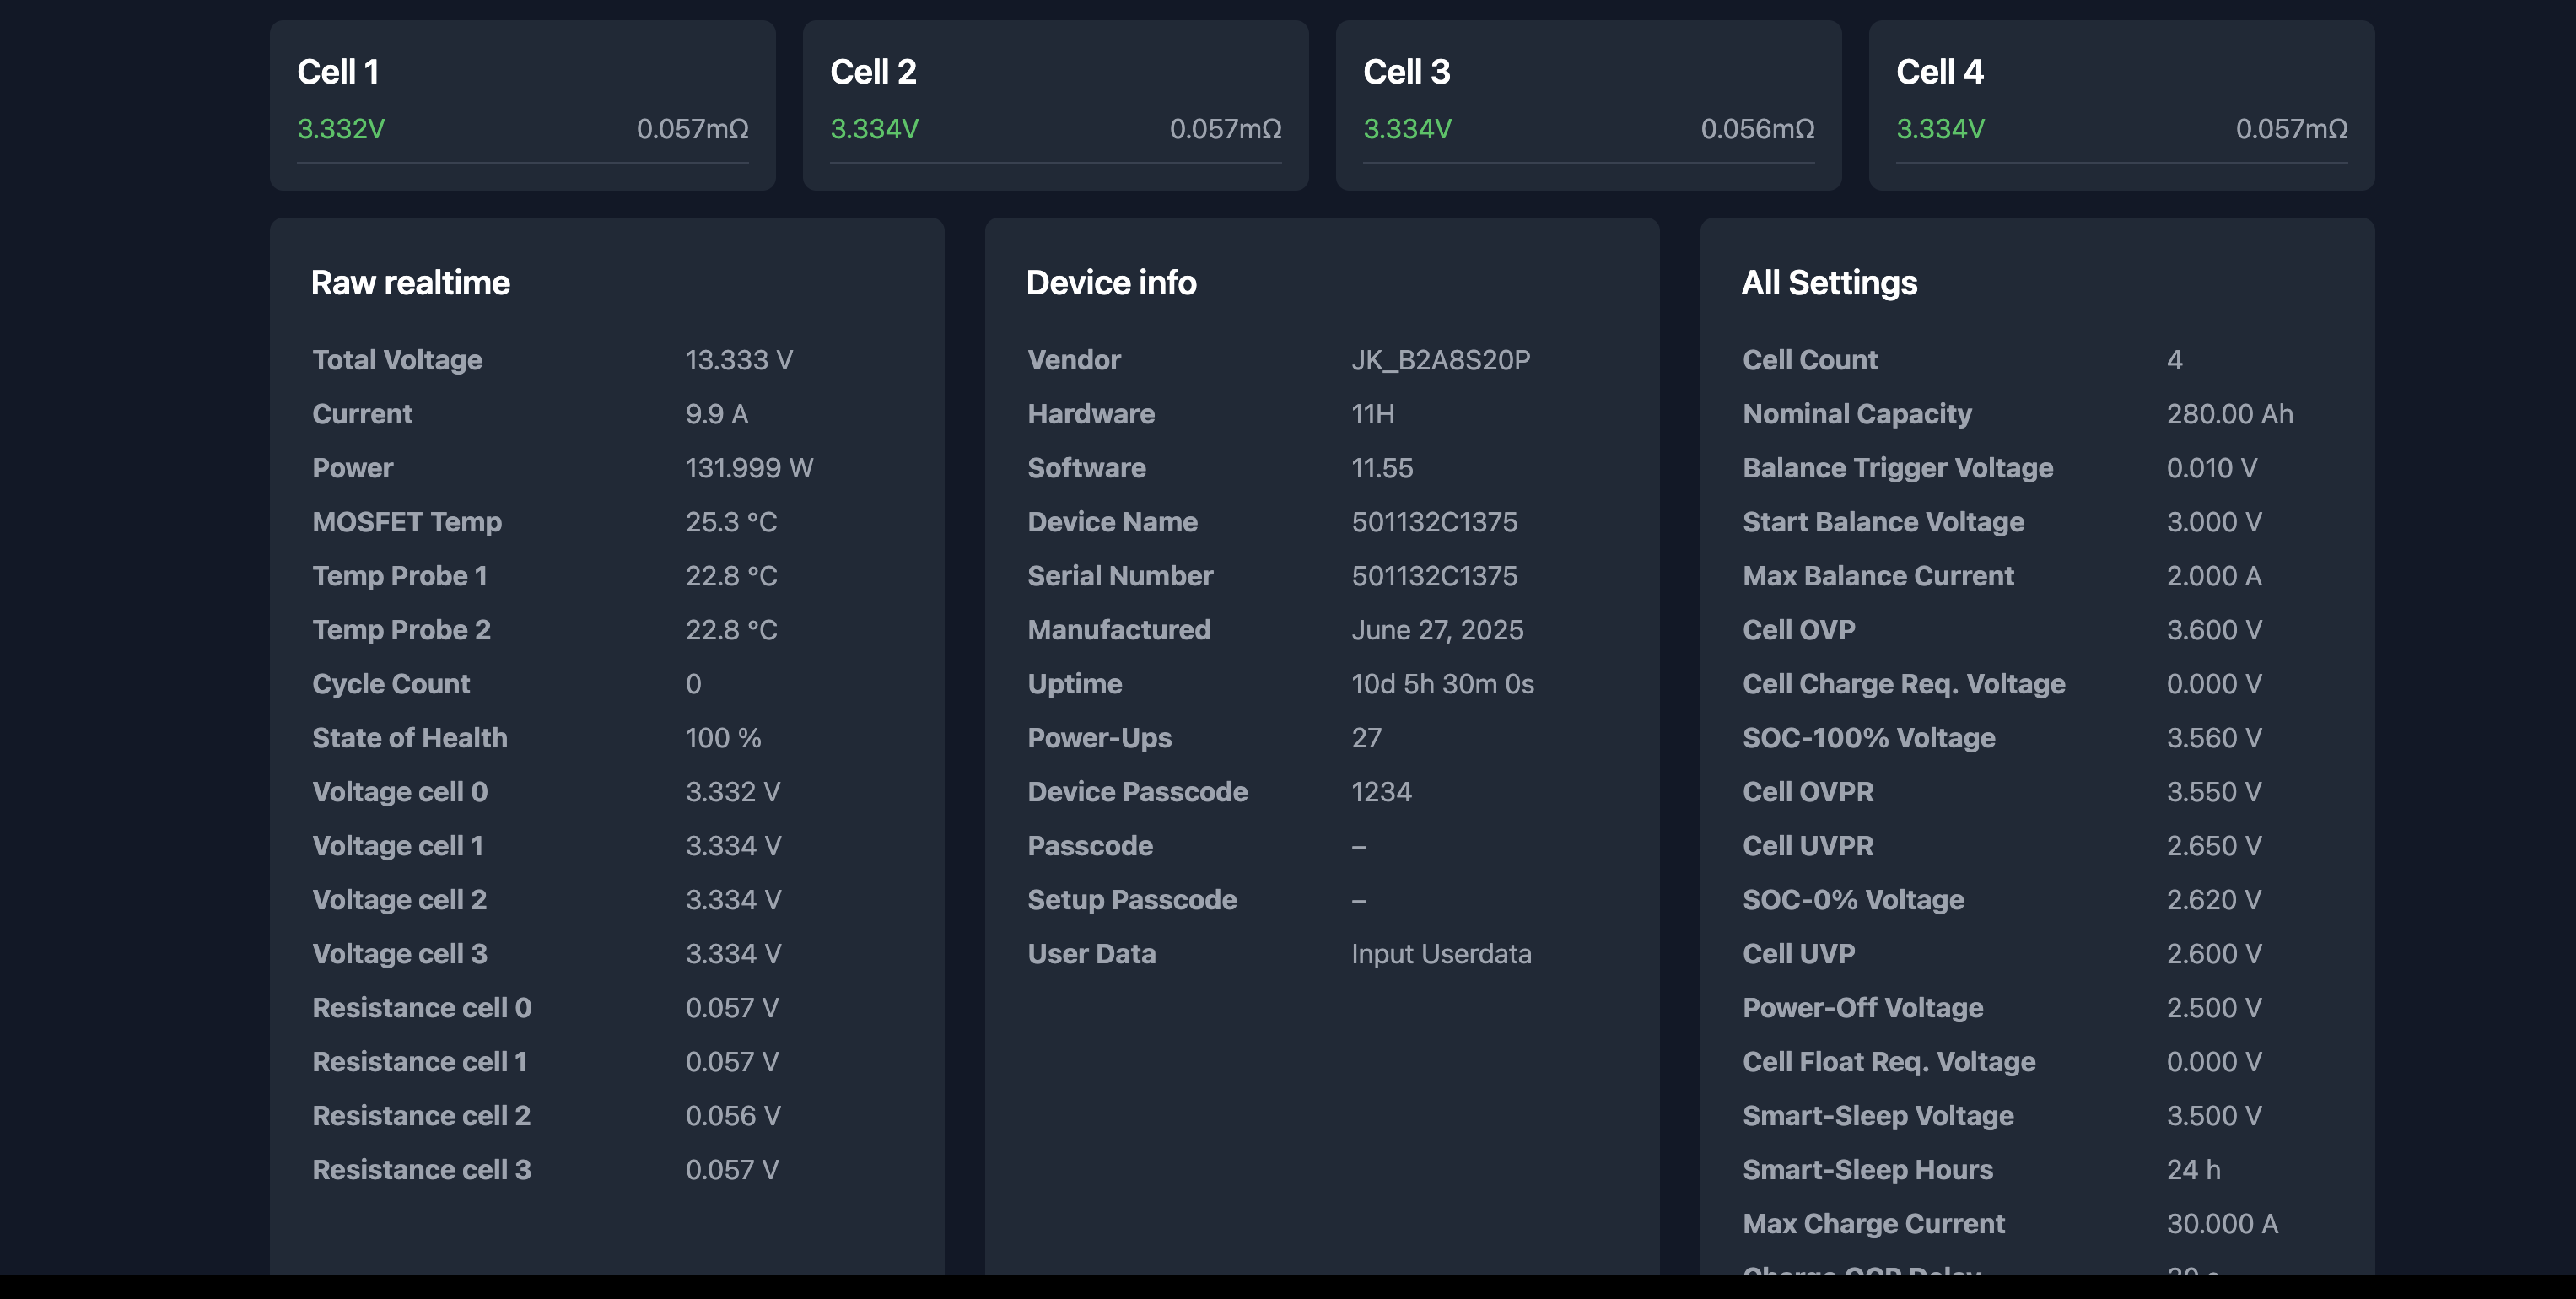 Cell 1
3.332V 0.057mΩ
Cell 2
3.334V 0.057mΩ
Cell 3
3.334V 0.056mΩ
Cell 4
3.334V 0.057mΩ
Raw realtime
Total Voltage 13.333 V
Current 9.9 A
Power 131.999 W
MOSFET Temp 25.3 °C
Temp Probe 1 22.8 °C
Temp Probe 2 22.8 °C
Cycle Count 0
State of Health 100 %
Voltage cell 0 3.332 V
Voltage cell 1 3.334 V
Voltage cell 2 3.334 V
Voltage cell 3 3.334 V
Resistance cell 0 0.057 V
Resistance cell 1 0.057 V
Resistance cell 2 0.056 V
Resistance cell 3 0.057 V
Device info
Vendor JK_B2A8S20P
Hardware 11H
Software 11.55
Device Name 501132C1375
Serial Number 501132C1375
Manufactured June 27, 2025
Uptime 10d 5h 30m 0s
Power-Ups 27
Device Passcode 1234
Passcode –
Setup Passcode –
User Data Input Userdata
All Settings
Cell Count 4
Nominal Capacity 280.00 Ah
Balance Trigger Voltage 0.010 V
Start Balance Voltage 3.000 V
Max Balance Current 2.000 A
Cell OVP 3.600 V
Cell Charge Req. Voltage 0.000 V
SOC-100% Voltage 3.560 V
Cell OVPR 3.550 V
Cell UVPR 2.650 V
SOC-0% Voltage 2.620 V
Cell UVP 2.600 V
Power-Off Voltage 2.500 V
Cell Float Req. Voltage 0.000 V
Smart-Sleep Voltage 3.500 V
Smart-Sleep Hours 24 h
Max Charge Current 30.000 A
Charge OCP Delay